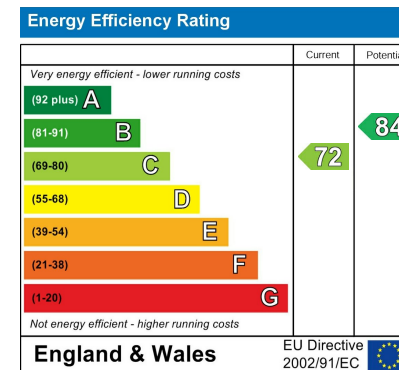 Energy Efficiency Rating
Current Potentia
Very energy efficient - lower running costs
(92 plus) A
(81-91) B
84
(69-80) C
72
(55-68) D
(39-54) E
(21-38) F
(1-20) G
Not energy efficient - higher running costs
England & Wales
EU Directive
2002/91/EC